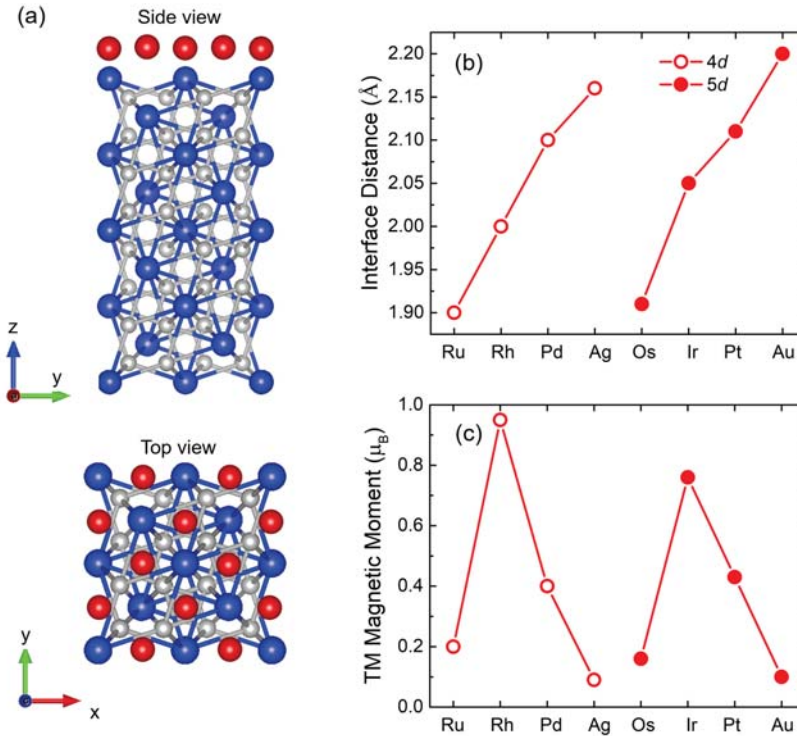 (a)
Side view
z
y
Top view
y
x
(b)
4d
5d
Interface Distance (Å)
2.20
2.15
2.10
2.05
2.00
1.95
1.90
Ru Rh Pd Ag Os Ir Pt Au
(c)
TM Magnetic Moment (μB)
1.0
0.8
0.6
0.4
0.2
0.0
Ru Rh Pd Ag Os Ir Pt Au